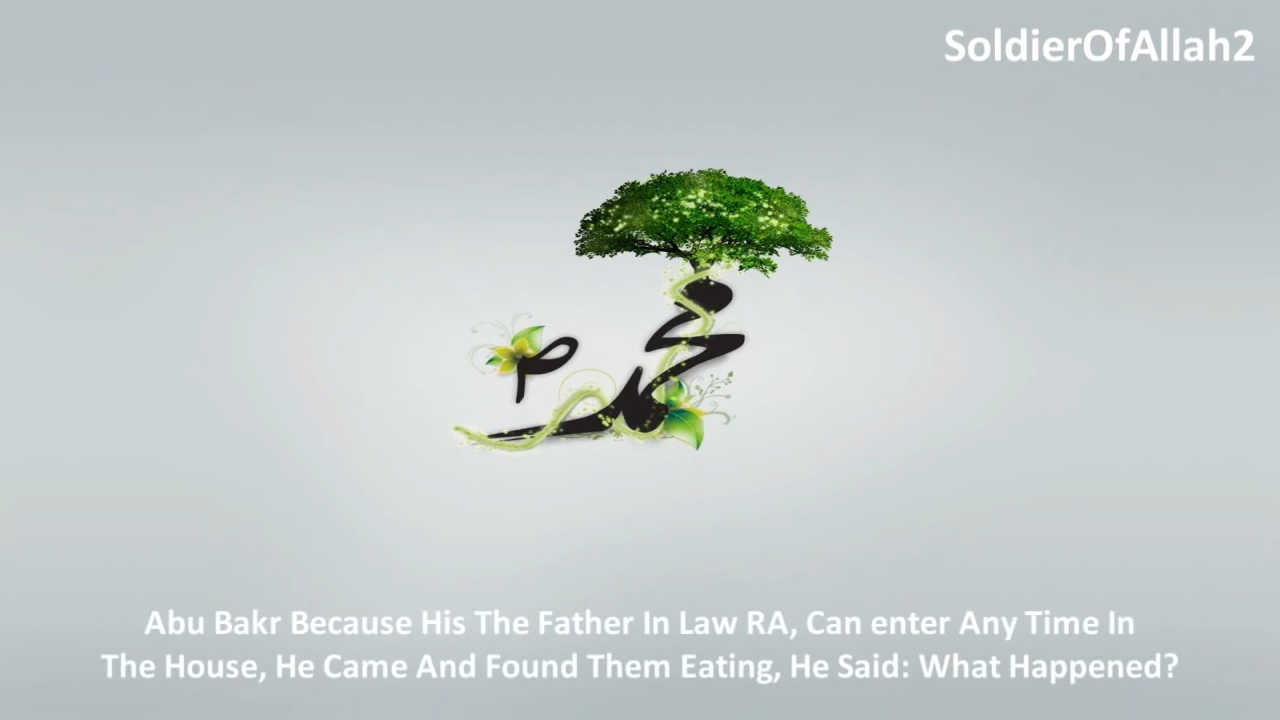 SoldierOfAllah2
محمد
Abu Bakr Because His The Father In Law RA, Can enter Any Time In
The House, He Came And Found Them Eating, He Said: What Happened?